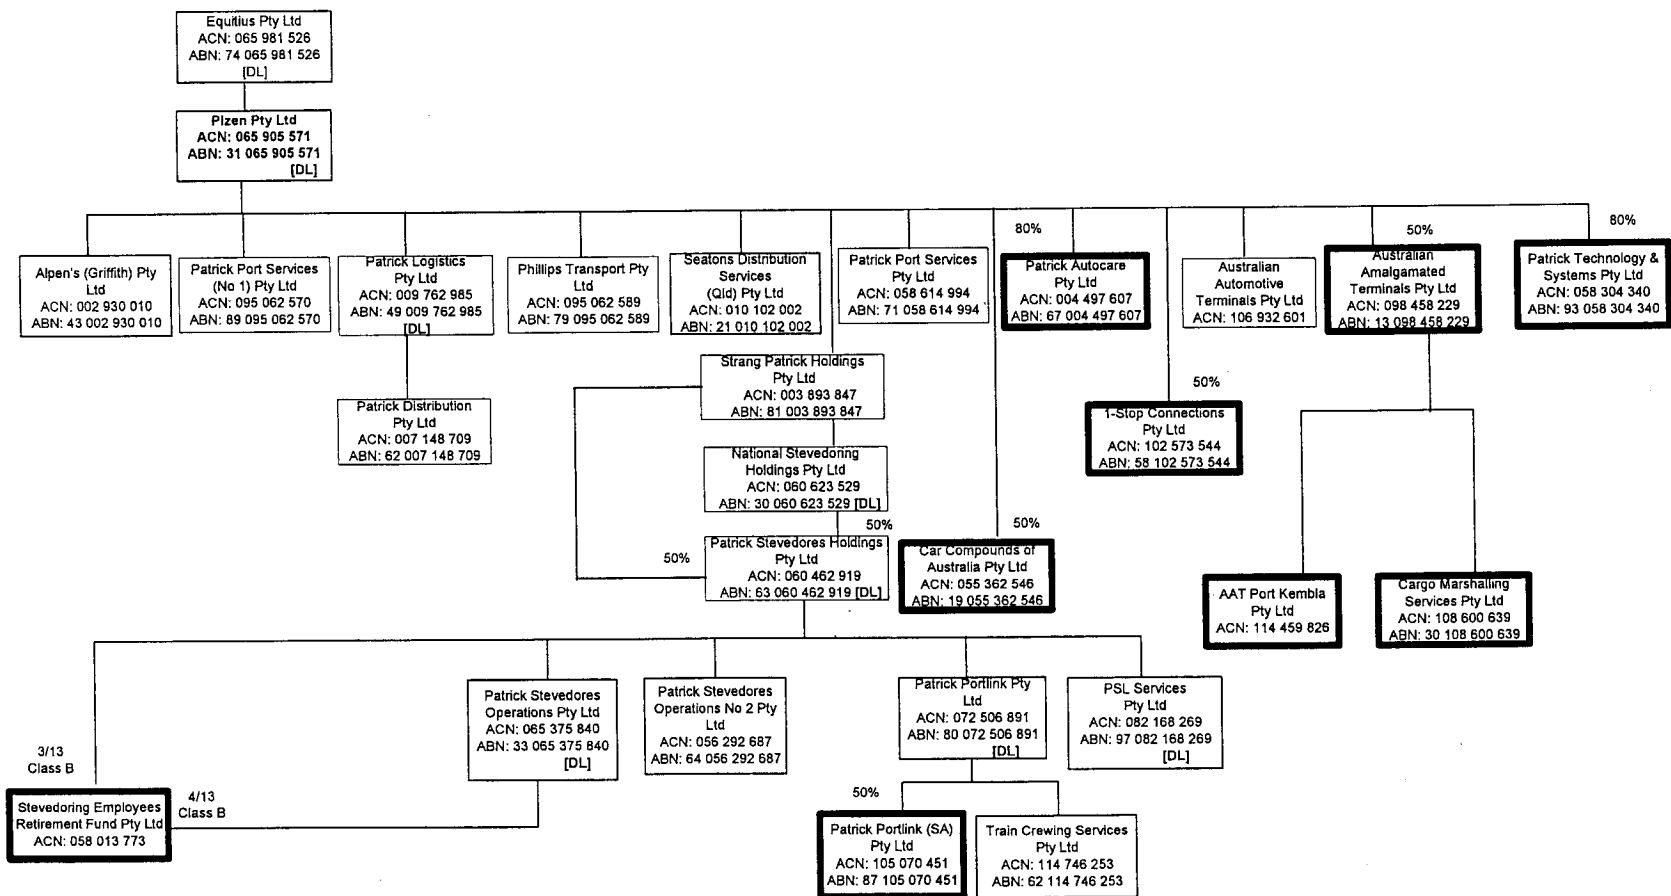 Equitius Pty Ltd
ACN: 065 981 526
ABN: 74 065 981 526
[DL]
Plzen Pty Ltd
ACN: 065 905 571
ABN: 31 065 905 571
[DL]
Alpen's (Griffith) Pty
Ltd
ACN: 002 930 010
ABN: 43 002 930 010
Patrick Port Services
(No 1) Pty Ltd
ACN: 095 062 570
ABN: 89 095 062 570
Patrick Logistics
Pty Ltd
ACN: 009 762 985
ABN: 49 009 762 985
[DL]
Phillips Transport Pty
Ltd
ACN: 095 062 589
ABN: 79 095 062 589
Seatons Distribution
Services
(Qld) Pty Ltd
ACN: 010 102 002
ABN: 21 010 102 002
Patrick Port Services
Pty Ltd
ACN: 058 614 994
ABN: 71 058 614 994
80%
Patrick Autocare
Pty Ltd
ACN: 004 497 607
ABN: 67 004 497 607
Australian
Automotive
Terminals Pty Ltd
ACN: 106 932 601
50%
Australian
Amalgamated
Terminals Pty Ltd
ACN: 098 458 229
ABN: 13 098 458 229
80%
Patrick Technology &
Systems Pty Ltd
ACN: 058 304 340
ABN: 93 058 304 340
Patrick Distribution
Pty Ltd
ACN: 007 148 709
ABN: 62 007 148 709
Strang Patrick Holdings
Pty Ltd
ACN: 003 893 847
ABN: 81 003 893 847
50%
1-Stop Connections
Pty Ltd
ACN: 102 573 544
ABN: 58 102 573 544
National Stevedoring
Holdings Pty Ltd
ACN: 060 623 529
ABN: 30 060 623 529 [DL]
50%
50%
Patrick Stevedores Holdings
Pty Ltd
ACN: 060 462 919
ABN: 63 060 462 919 [DL]
50%
Car Compounds of
Australia Pty Ltd
ACN: 055 362 546
ABN: 19 055 362 546
AAT Port Kembla
Pty Ltd
ACN: 114 459 826
Cargo Marshalling
Services Pty Ltd
ACN: 108 600 639
ABN: 30 108 600 639
Patrick Stevedores
Operations Pty Ltd
ACN: 065 375 840
ABN: 33 065 375 840
[DL]
Patrick Stevedores
Operations No 2 Pty
Ltd
ACN: 056 292 687
ABN: 64 056 292 687
Patrick Portlink Pty
Ltd
ACN: 072 506 891
ABN: 80 072 506 891
[DL]
PSL Services
Pty Ltd
ACN: 082 168 269
ABN: 97 082 168 269
[DL]
3/13
Class B
4/13
Class B
Stevedoring Employees
Retirement Fund Pty Ltd
ACN: 058 013 773
50%
Patrick Portlink (SA)
Pty Ltd
ACN: 105 070 451
ABN: 87 105 070 451
Train Crewing Services
Pty Ltd
ACN: 114 746 253
ABN: 62 114 746 253